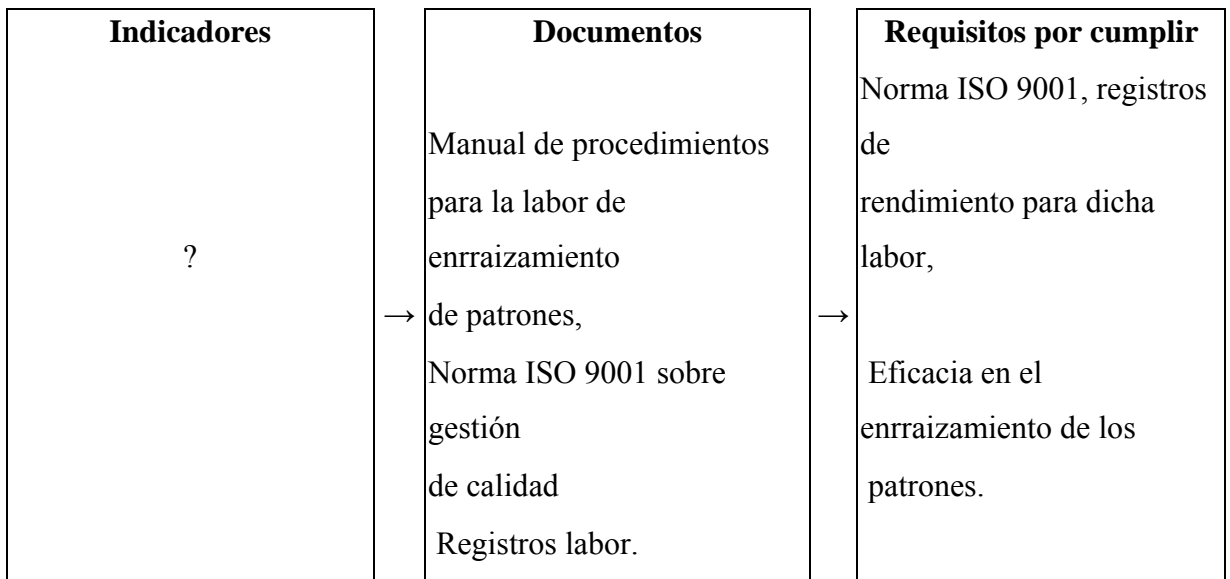 Indicadores
?
→
Documentos
Manual de procedimientos
para la labor de
enrraizamiento
de patrones,
Norma ISO 9001 sobre
gestión
de calidad
Registros labor.
→
Requisitos por cumplir
Norma ISO 9001, registros
de
rendimiento para dicha
labor,
Eficacia en el
enrraizamiento de los
patrones.